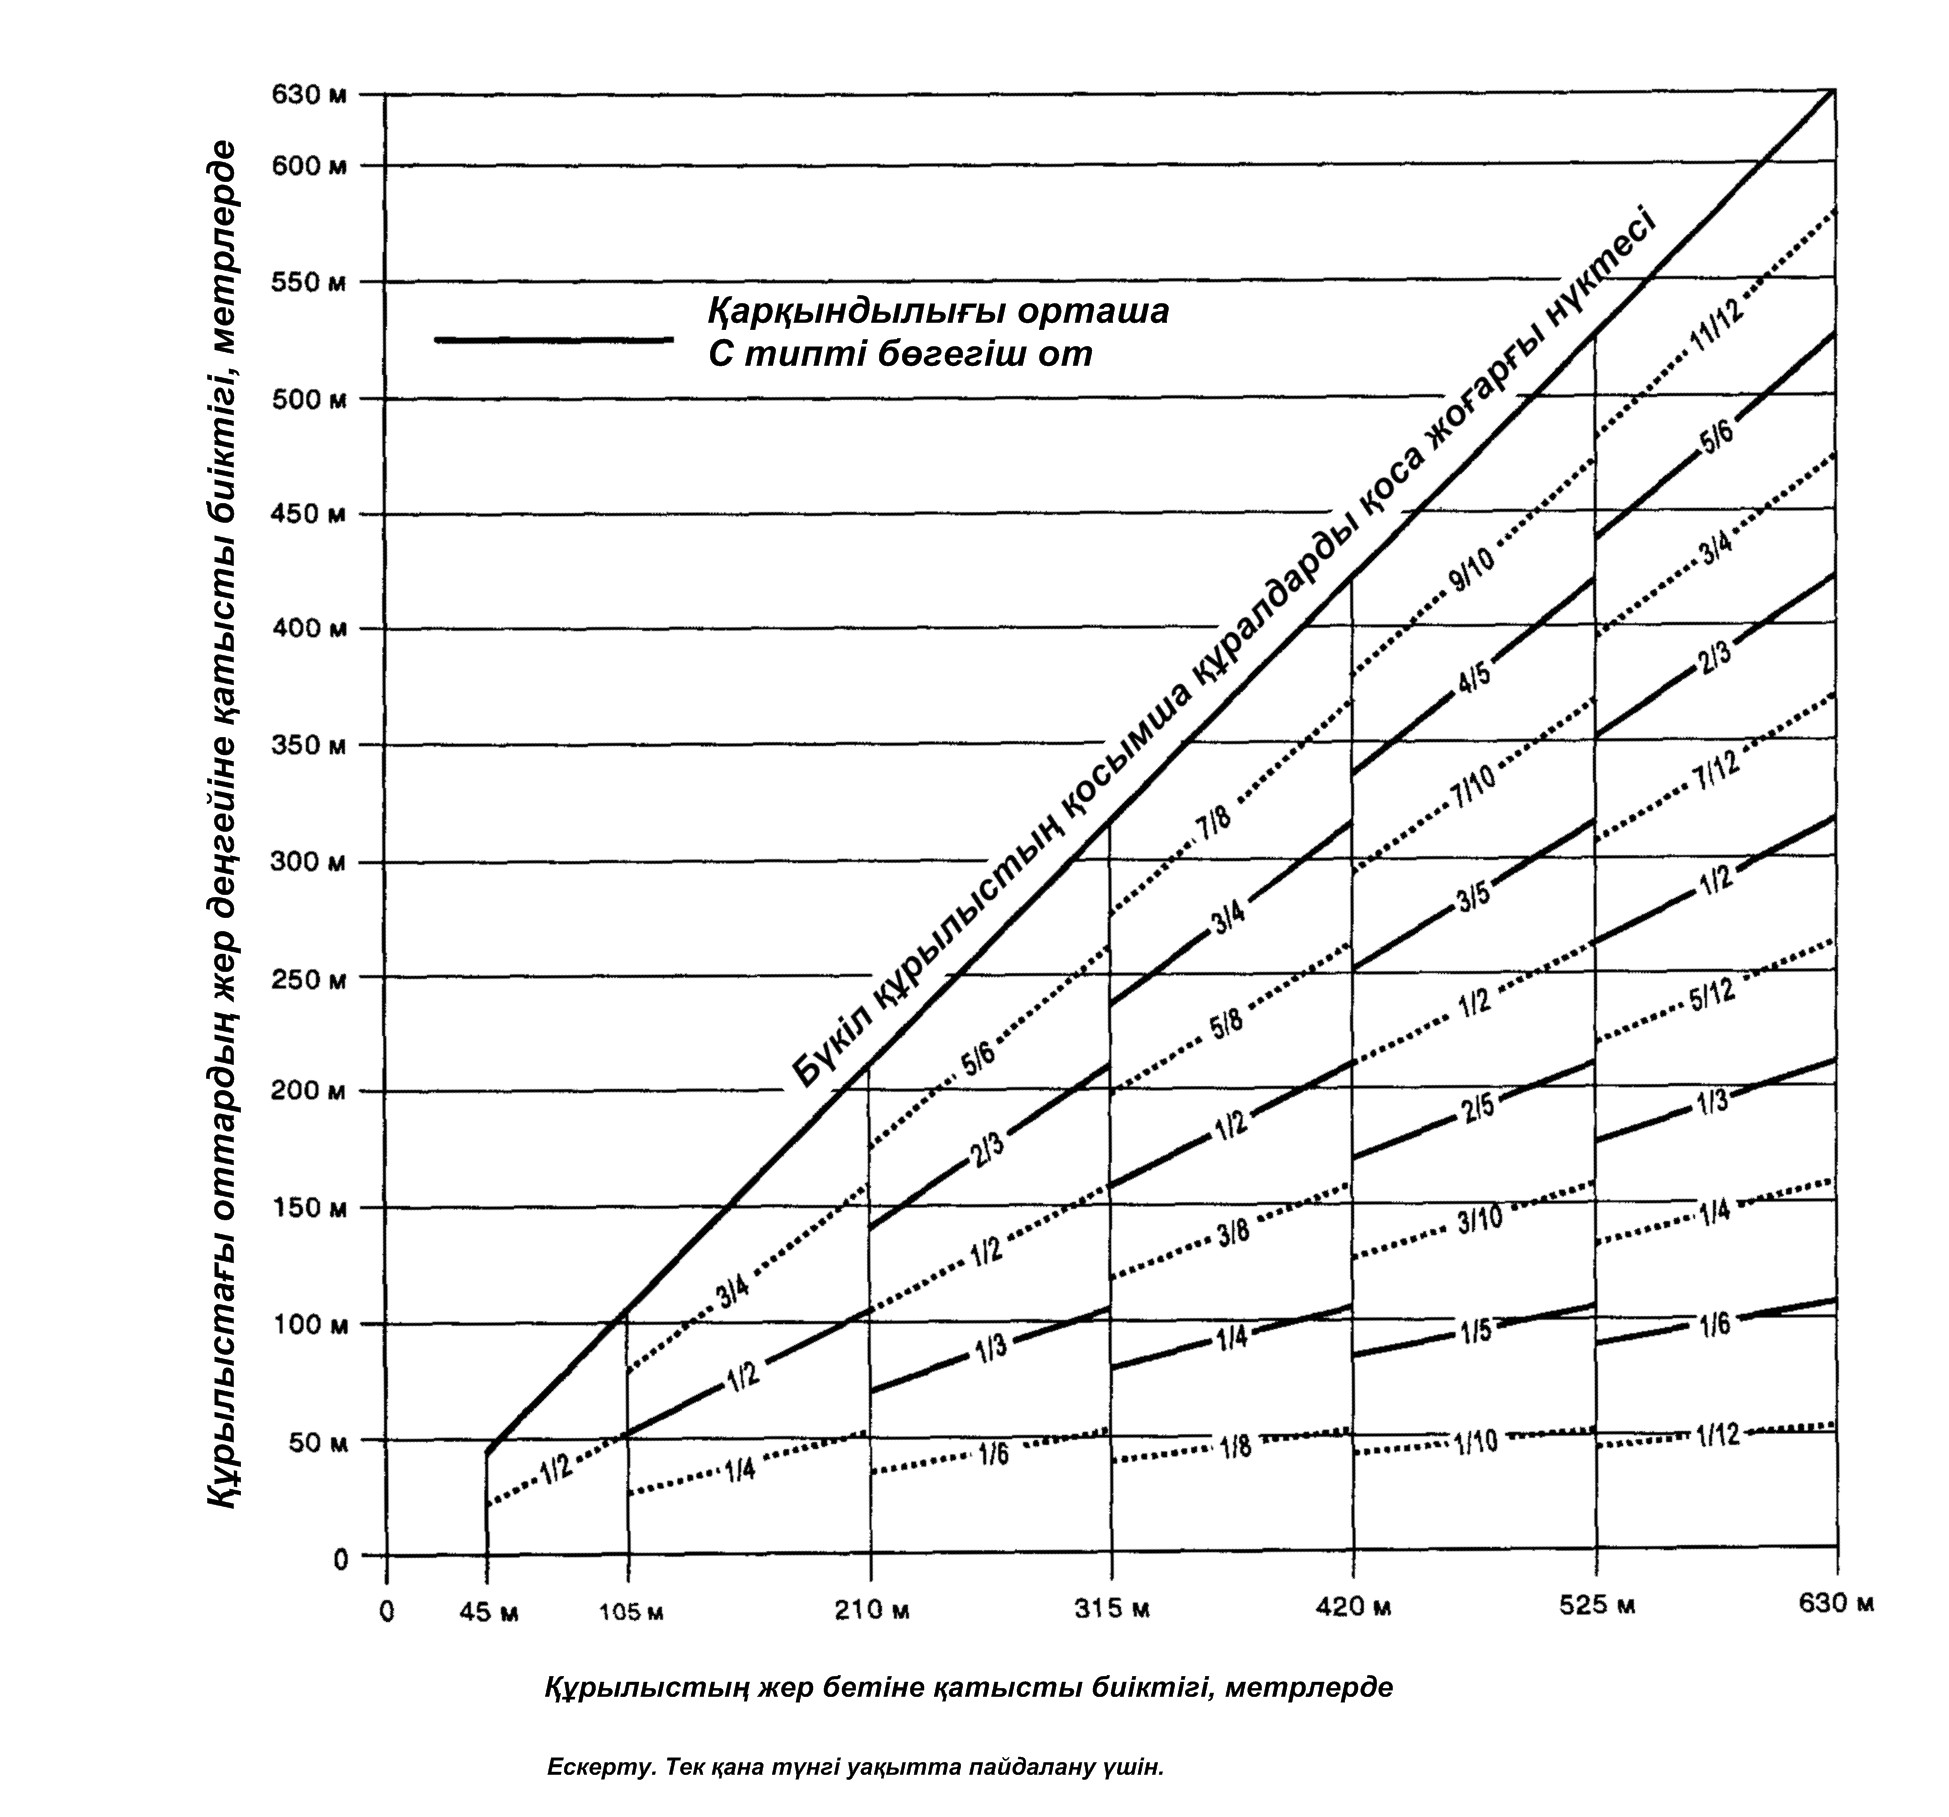 Құрылыстағы оттардың жер деңгейіне қатысты биіктігі, метрлерде
630 м
600 м
550 м
500 м
450 м
400 м
350 м
300 м
250 м
200 м
150 м
100 м
50 м
0
Қарқындылығы орташа
С типті бөгегіш от
Бүкіл құрылыстың қосымша құралдарды қоса жоғарғы нүктесі
1/2
3/4
1/2
1/4
5/6
2/3
1/2
1/3
1/6
7/8
3/4
5/8
1/2
3/8
1/4
1/8
9/10
4/5
7/10
3/5
1/2
2/5
3/10
1/5
1/10
11/12
5/6
3/4
2/3
7/12
1/2
5/12
1/3
1/4
1/6
1/12
0 45 м 105 м 210 м 315 м 420 м 525 м 630 м
Құрылыстың жер бетіне қатысты биіктігі, метрлерде
Ескерту. Тек қана түнгі уақытта пайдалану үшін.